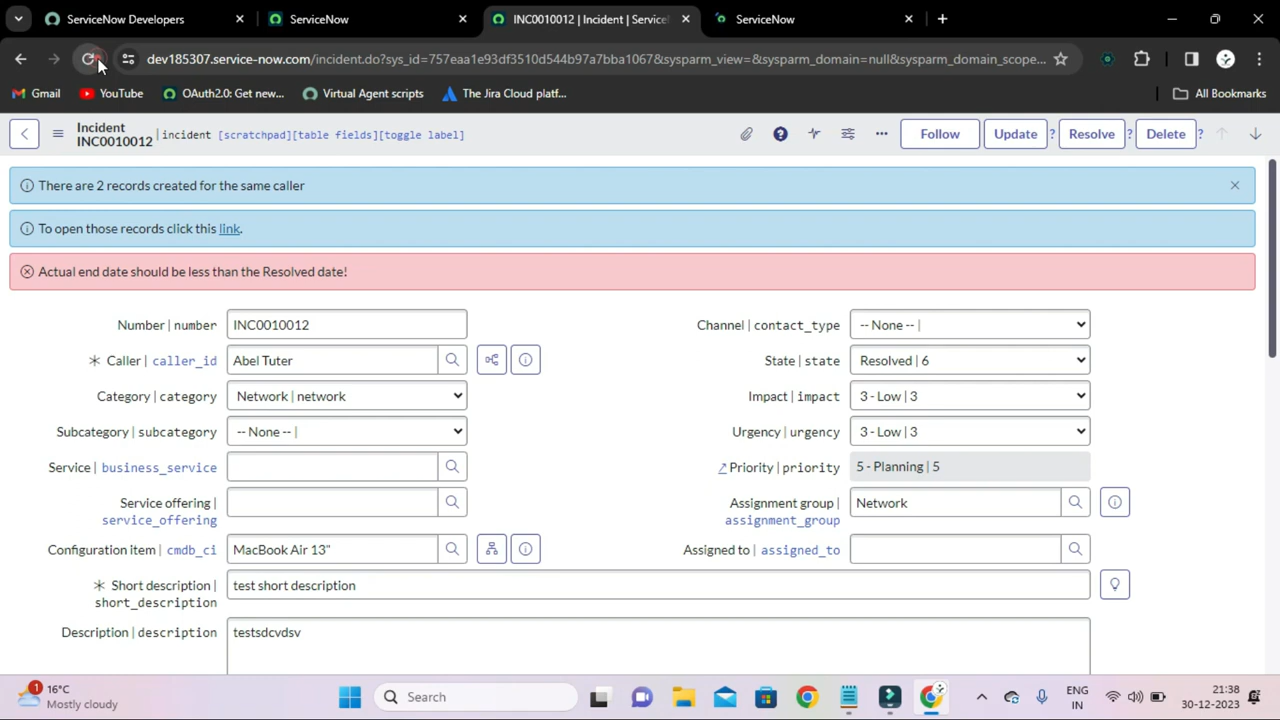 ServiceNow Developers
ServiceNow
INC0010012 | Incident | Service
ServiceNow
dev185307.service-now.com/incident.do?sys_id=757eaa1e93df3510d544b97a7bba1067&sysparm_view=&sysparm_domain=null&sysparm_domain_scope...
Gmail
YouTube
OAuth2.0: Get new...
Virtual Agent scripts
The Jira Cloud platf...
All Bookmarks
Incident
INC0010012
| incident [scratchpad][table fields][toggle label]
Follow
Update
?
Resolve
?
Delete
?
There are 2 records created for the same caller
To open those records click this link.
Actual end date should be less than the Resolved date!
Number | number
INC0010012
Channel | contact_type
-- None -- |
Caller | caller_id
Abel Tuter
State | state
Resolved | 6
Category | category
Network | network
Impact | impact
3 - Low | 3
Subcategory | subcategory
-- None -- |
Urgency | urgency
3 - Low | 3
Service | business_service
Priority | priority
5 - Planning | 5
Service offering |
service_offering
Assignment group |
assignment_group
Network
Configuration item | cmdb_ci
MacBook Air 13"
Assigned to | assigned_to
Short description |
short_description
test short description
Description | description
testsdcvdsv
1
16°C
Mostly cloudy
Search
ENG
IN
21:38
30-12-2023